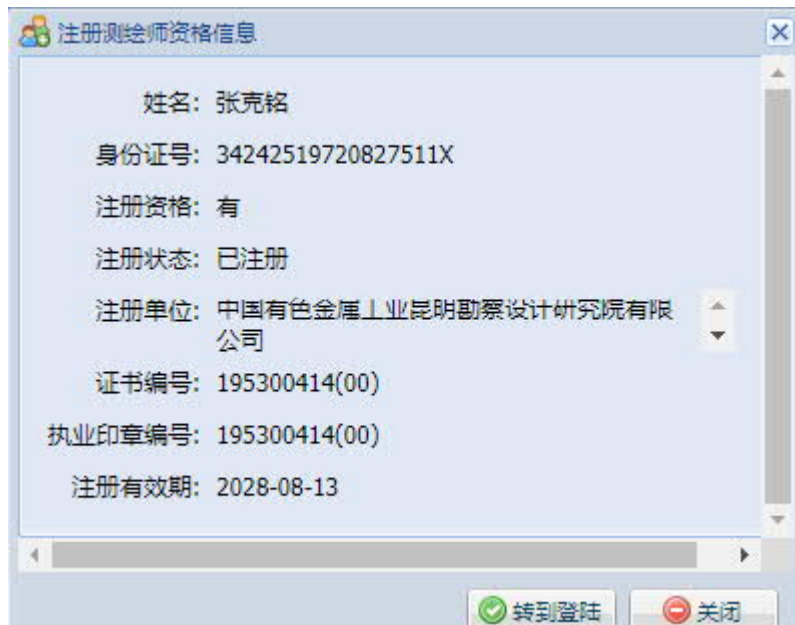 注册测绘师资格信息
姓名: 张克铭
身份证号: 34242519720827511X
注册资格: 有
注册状态: 已注册
注册单位: 中国有色金属工业昆明勘察设计研究院有限
公司
证书编号: 195300414(00)
执业印章编号: 195300414(00)
注册有效期: 2028-08-13
转到登陆 关闭